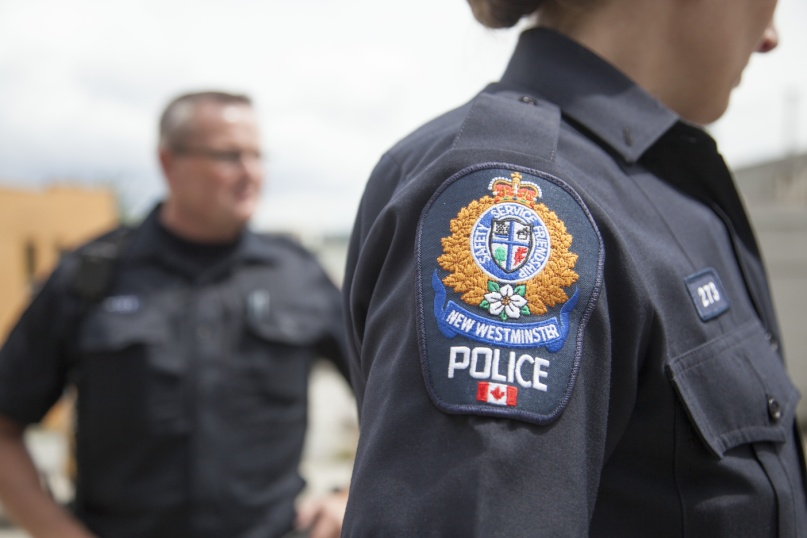 SAFETY SERVICE FRIENDSHIP
NEW WESTMINSTER
POLICE
273